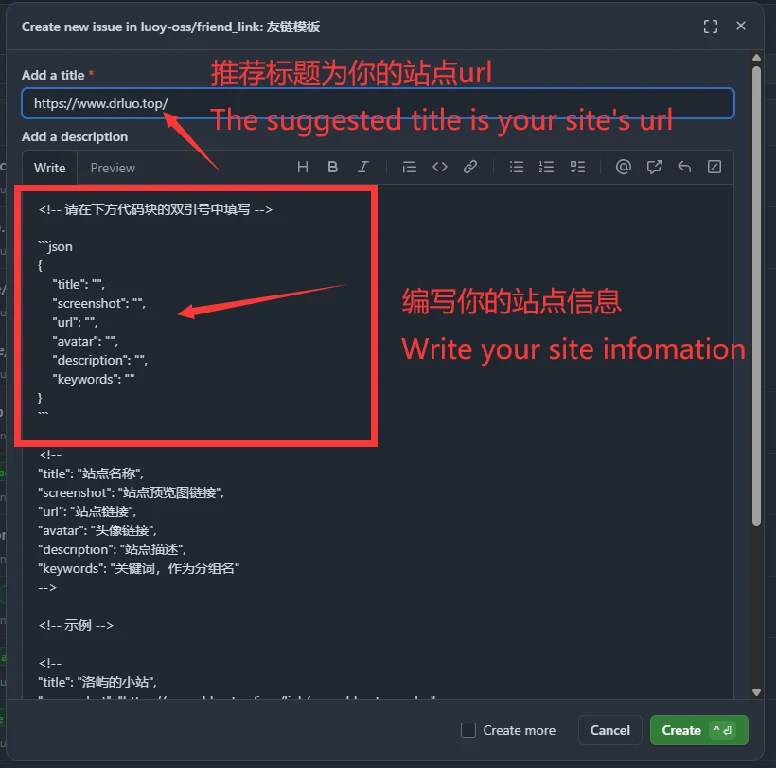 Create new issue in luoy-oss/friend_link: 友链模板
Add a title *
推荐标题为你的站点url
https://www.drluo.top/
The suggested title is your site's url
Add a description
Write
Preview
<!-- 请在下方代码块的双引号中填写 -->
```json
{
"title": "",
"screenshot": "",
"url": "",
"avatar": "",
"description": "",
"keywords": ""
}
```
编写你的站点信息
Write your site infomation
<!--
"title": "站点名称",
"screenshot": "站点预览图链接",
"url": "站点链接",
"avatar": "头像链接",
"description": "站点描述",
"keywords": "关键词，作为分组名"
-->
<!-- 示例 -->
<!--
"title": "洛屿的小站",
Create more
Cancel
Create